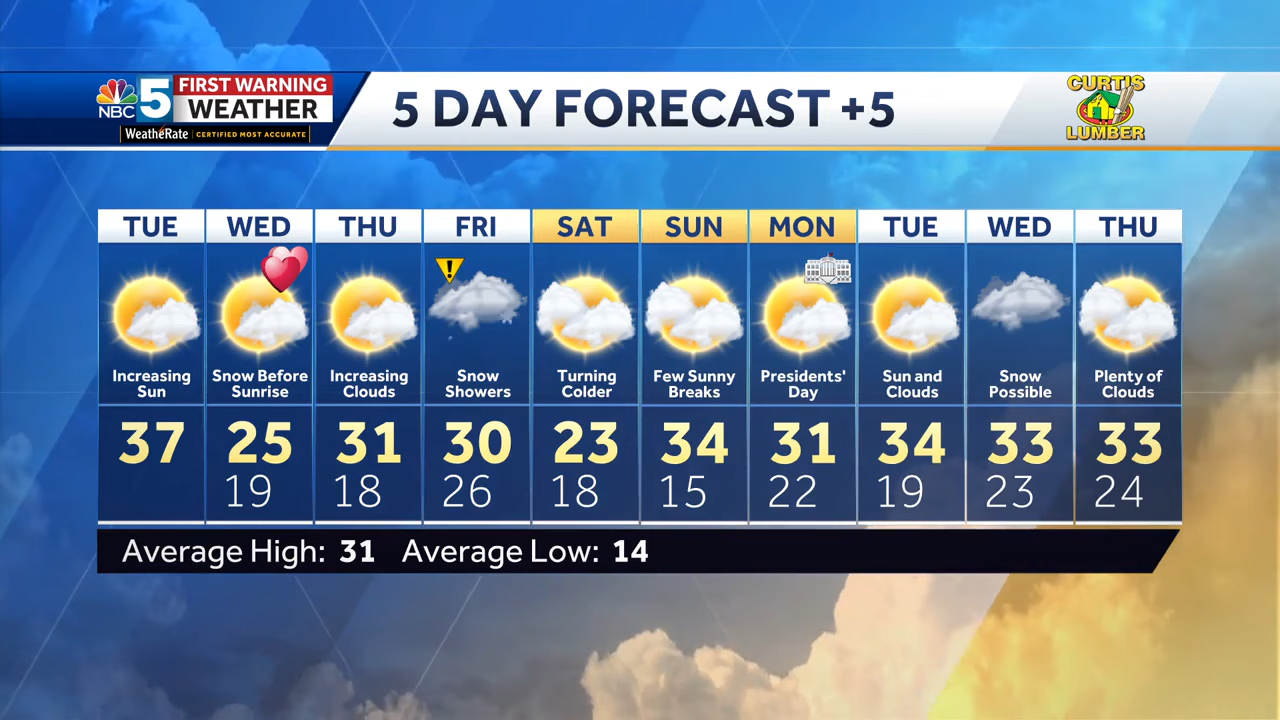 NBC 5 FIRST WARNING
WEATHER
WeatheRate CERTIFIED MOST ACCURATE
5 DAY FORECAST +5
CURTIS
LUMBER
TUE WED THU FRI SAT SUN MON TUE WED THU
!
Increasing Snow Before Increasing Snow Turning Few Sunny Presidents' Sun and Snow Plenty of
Sun Sunrise Clouds Showers Colder Breaks Day Clouds Possible Clouds
37 25 31 30 23 34 31 34 33 33
19 18 26 18 15 22 19 23 24
Average High: 31 Average Low: 14